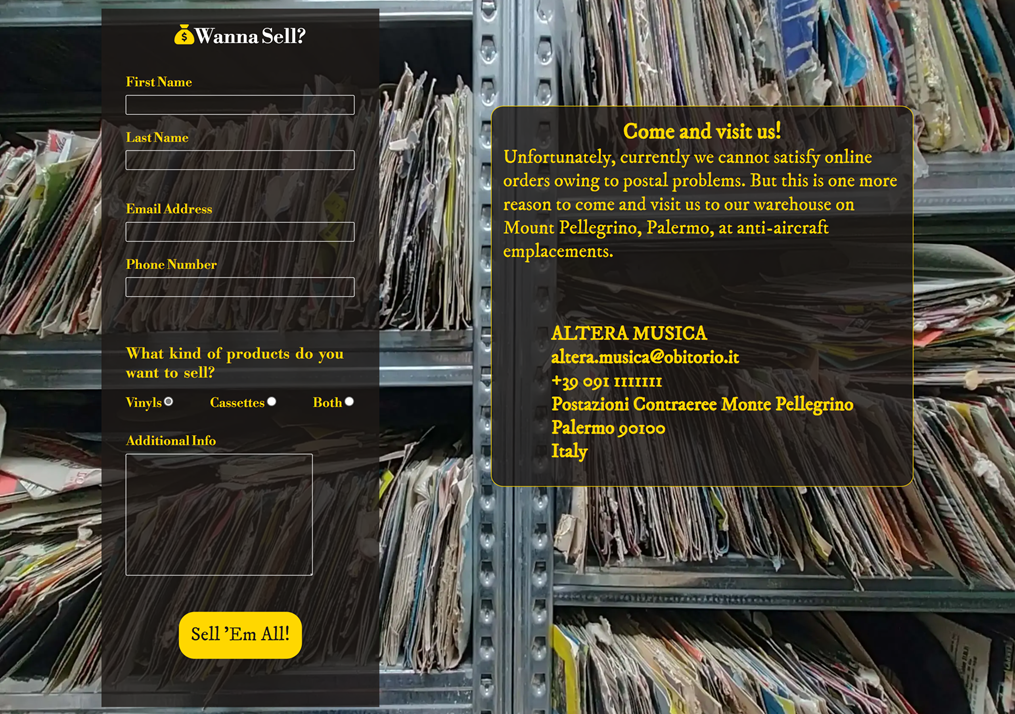 Wanna Sell?
First Name
Last Name
Email Address
Phone Number
What kind of products do you
want to sell?
Vinyls Cassettes Both
Additional Info
Sell 'Em All!
Come and visit us!
Unfortunately, currently we cannot satisfy online
orders owing to postal problems. But this is one more
reason to come and visit us to our warehouse on
Mount Pellegrino, Palermo, at anti-aircraft
emplacements.
ALTERA MUSICA
altera.musica@obitorio.it
+39 091 1111111
Postazioni Contraeree Monte Pellegrino
Palermo 90100
Italy